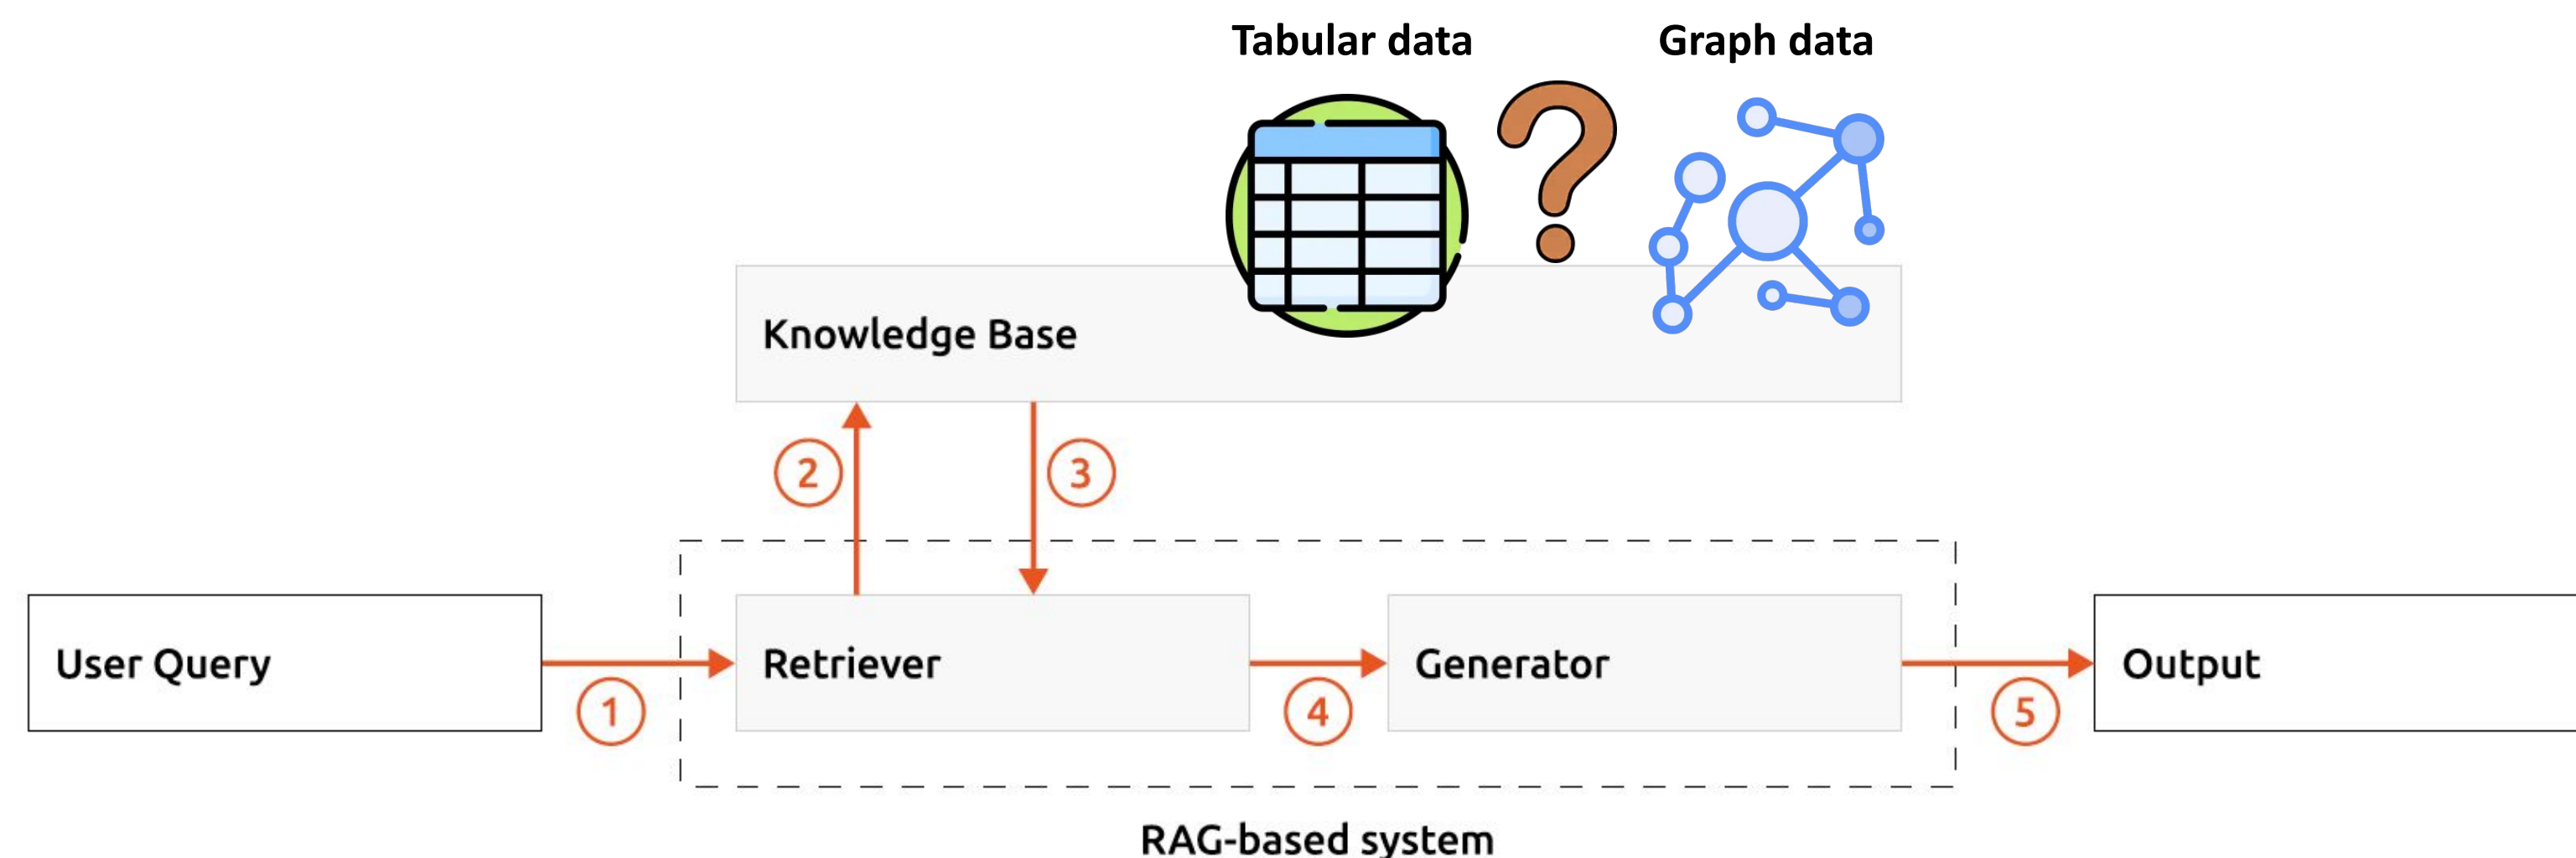 Tabular data
Graph data
?
Knowledge Base
2
3
User Query
Retriever
Generator
Output
1
4
5
RAG-based system